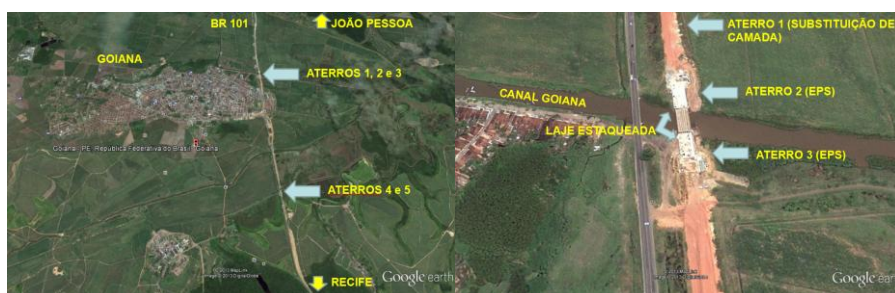 BR 101
JOÃO PESSOA
GOIANA
ATERROS 1, 2 e 3
Goiana - PE, República Federativa do Brasil, Goiana
ATERROS 4 e 5
RECIFE
Google earth
ATERRO 1 (SUBSTITUIÇÃO DE
CAMADA)
CANAL GOIANA
ATERRO 2 (EPS)
LAJE ESTAQUEADA
ATERRO 3 (EPS)
Google earth